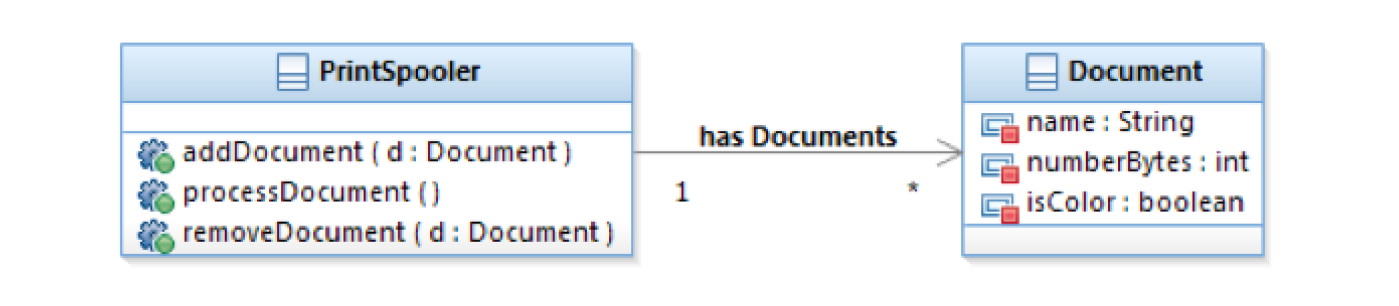 PrintSpooler
addDocument ( d : Document )
processDocument ( )
removeDocument ( d : Document )
has Documents
1
*
Document
name : String
numberBytes : int
isColor : boolean